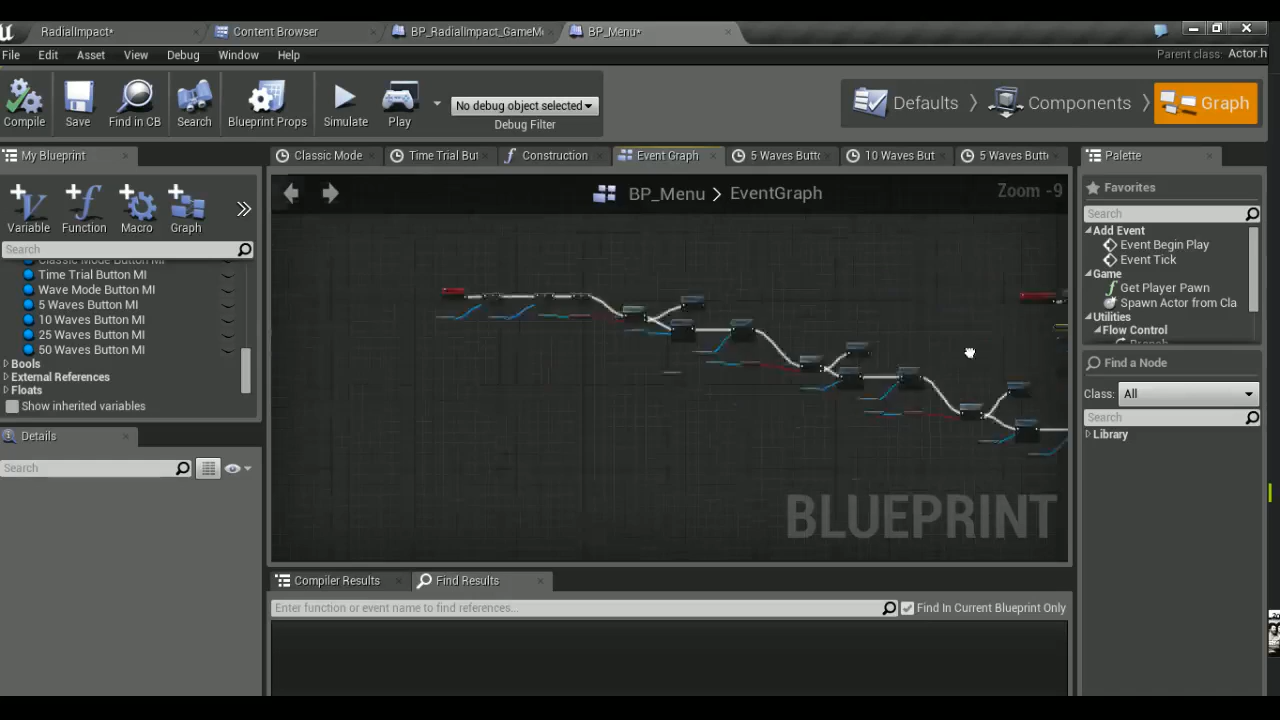 RadialImpact*
Content Browser
BP_RadialImpact_GameM
BP_Menu*
File Edit Asset View Window Debug Help
Parent class: Actor.h
Compile
Save
Find in CB
Search
Blueprint Props
Simulate
Play
No debug object selected
Debug Filter
Defaults
Components
Graph
My Blueprint
Classic Mode
Time Trial But
Construction
Event Graph
5 Waves Butt
10 Waves But
5 Waves Butt
Palette
Variable
Function
Macro
Graph
Search
Classic Mode Button MI
Time Trial Button MI
Wave Mode Button MI
5 Waves Button MI
10 Waves Button MI
25 Waves Button MI
50 Waves Button MI
Bools
External References
Floats
Show inherited variables
Details
Search
BP_Menu > EventGraph
Zoom -9
BLUEPRINT
Favorites
Search
Add Event
Event Begin Play
Event Tick
Game
Get Player Pawn
Spawn Actor from Cla
Utilities
Flow Control
Branch
Find a Node
Class: All
Search
Library
Compiler Results
Find Results
Enter function or event name to find references...
Find In Current Blueprint Only